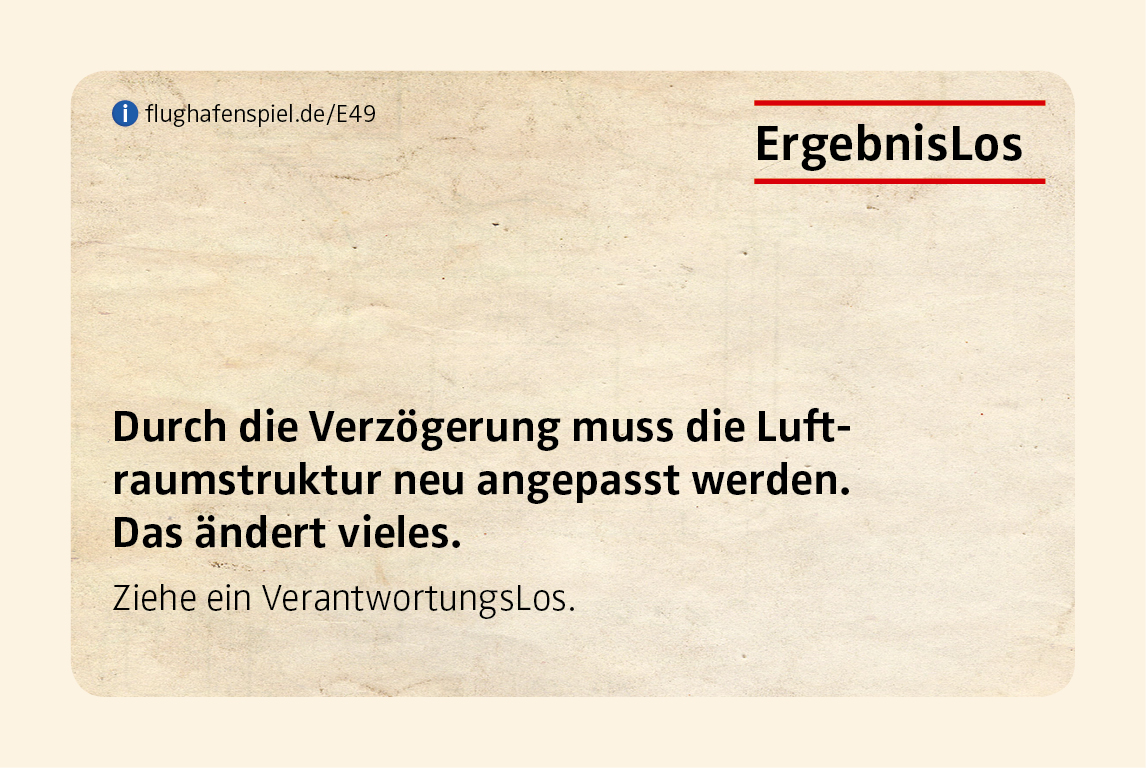 i flughafenspiel.de/E49
ErgebnisLos
Durch die Verzögerung muss die Luft-
raumstruktur neu angepasst werden.
Das ändert vieles.
Ziehe ein VerantwortungsLos.